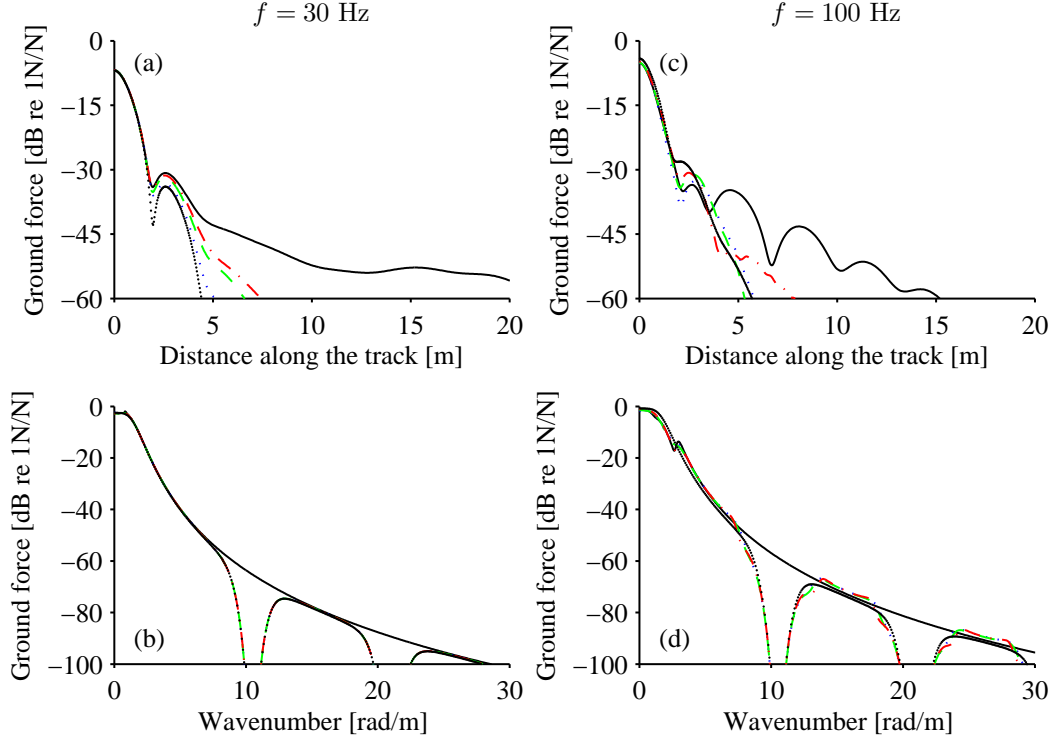 f = 30 Hz
f = 100 Hz
0
−15
−30
−45
−60
Ground force [dB re 1N/N]
(a)
0
5
10
15
20
Distance along the track [m]
0
−15
−30
−45
−60
Ground force [dB re 1N/N]
(c)
0
5
10
15
20
Distance along the track [m]
0
−20
−40
−60
−80
−100
Ground force [dB re 1N/N]
(b)
0
10
20
30
Wavenumber [rad/m]
0
−20
−40
−60
−80
−100
Ground force [dB re 1N/N]
(d)
0
10
20
30
Wavenumber [rad/m]